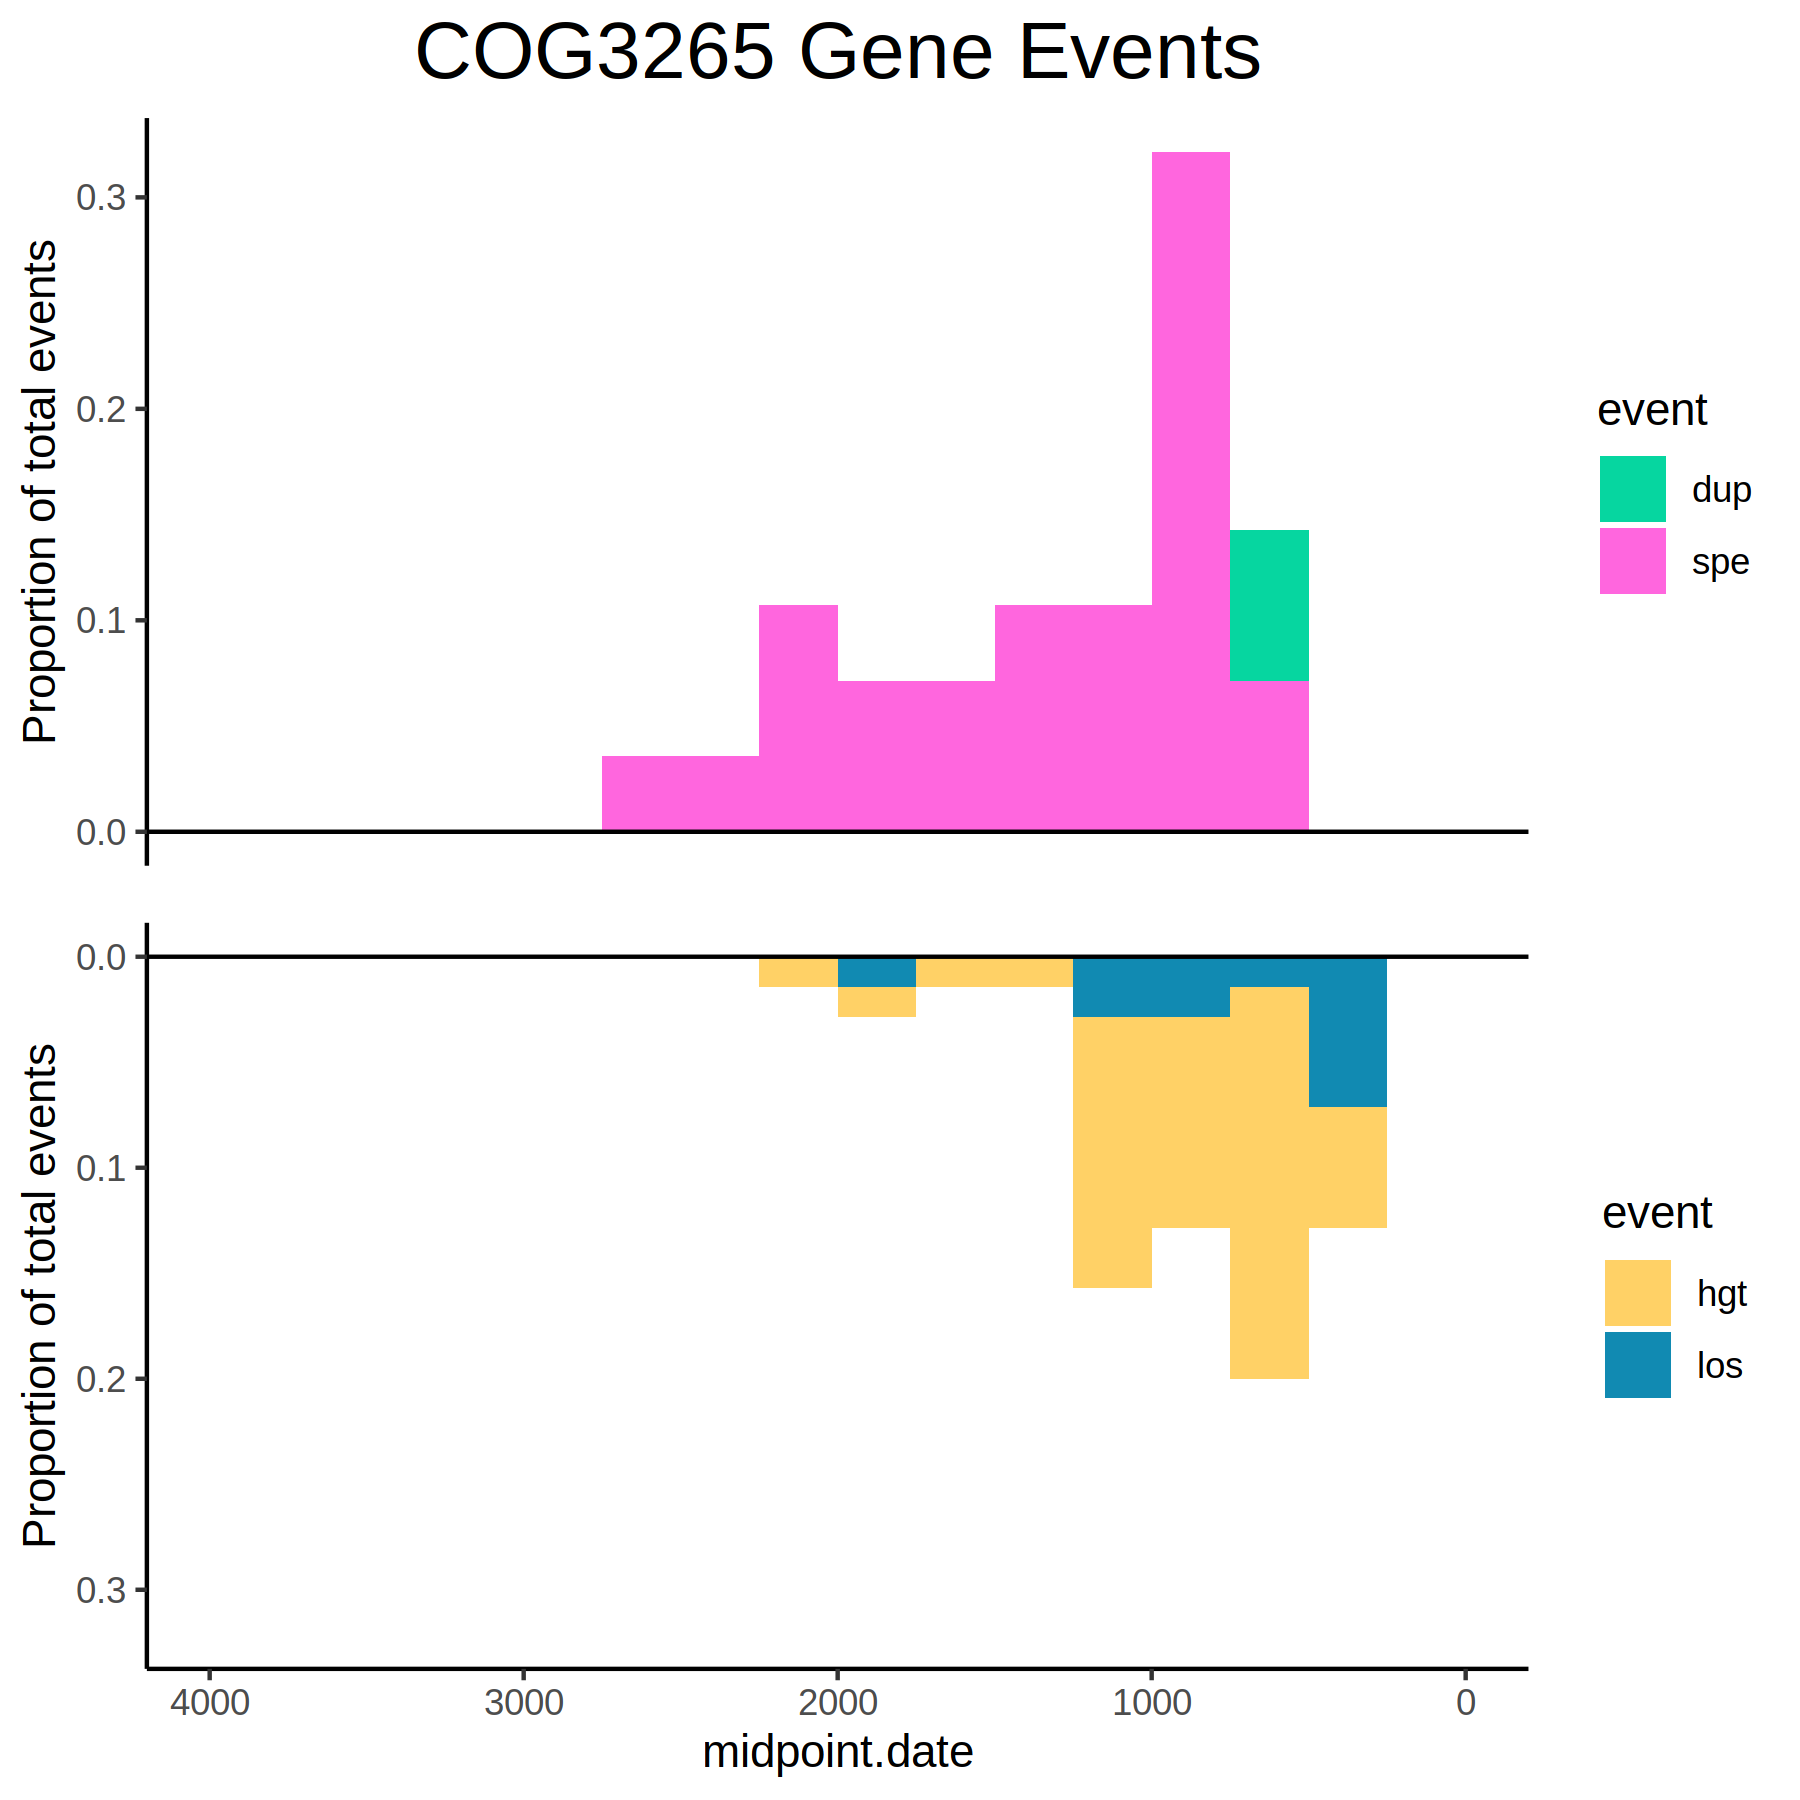 COG3265 Gene Events
Proportion of total events
0.3
0.2
0.1
0.0
event
dup
spe
Proportion of total events
0.0
0.1
0.2
0.3
event
hgt
los
4000 3000 2000 1000 0
midpoint.date